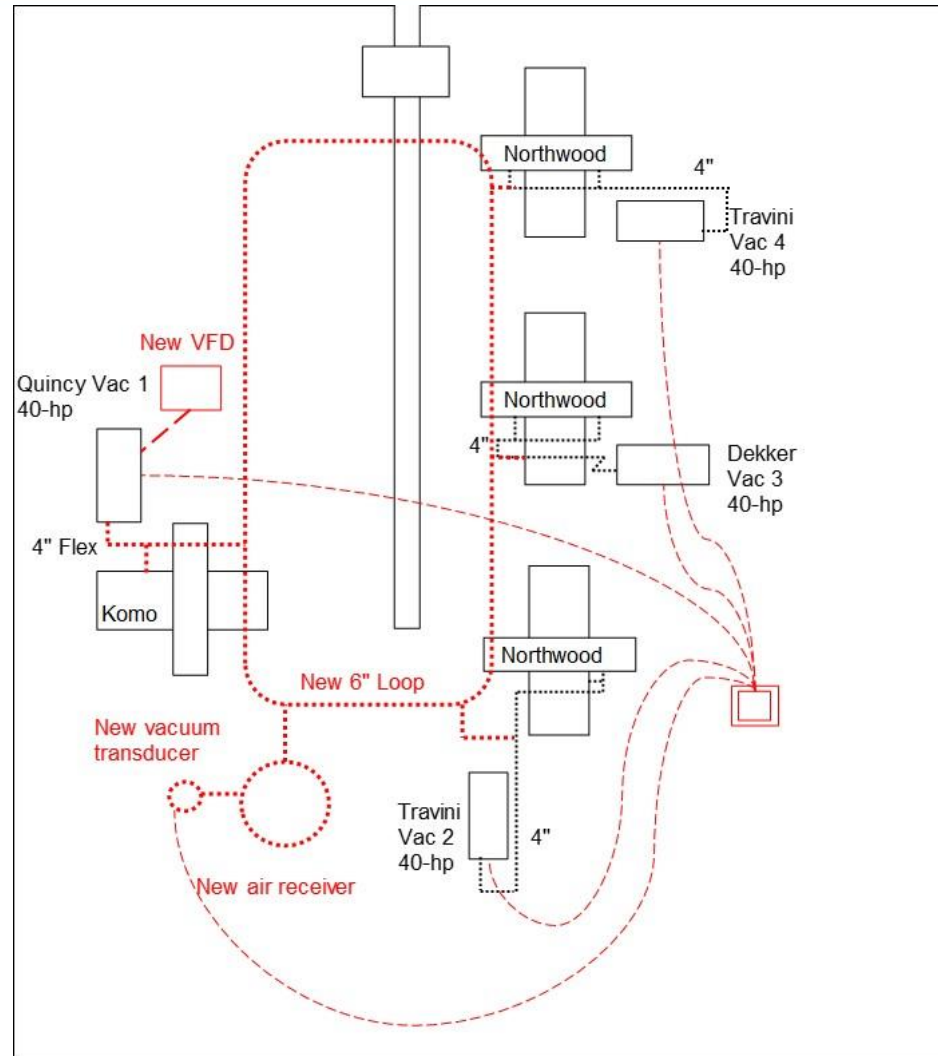 Northwood
4"
Travini
Vac 4
40-hp
New VFD
Quincy Vac 1
40-hp
Northwood
4"
Dekker
Vac 3
40-hp
4" Flex
Komo
Northwood
New 6" Loop
New vacuum
transducer
Travini
Vac 2
40-hp
4"
New air receiver